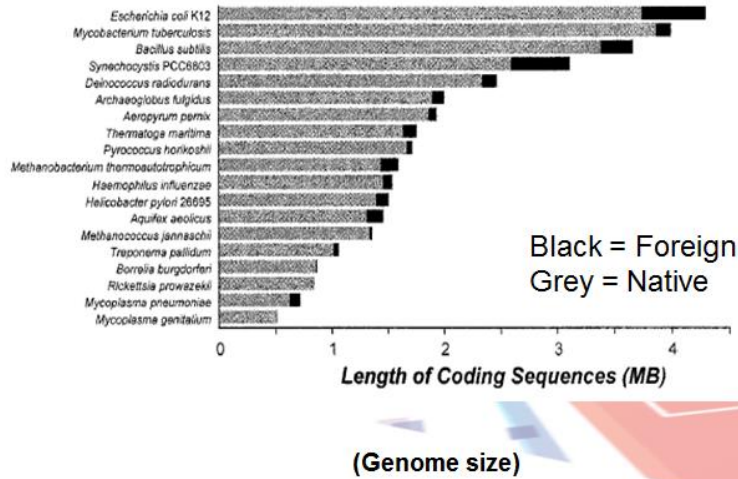 Escherichia coli K12
Mycobacterium tuberculosis
Bacillus subtilis
Synechocystis PCC6803
Deinococcus radiodurans
Archaeoglobus fulgidus
Aeropyrum pernix
Thermatoga maritima
Pyrococcus horikoshii
Methanobacterium thermoautotrophicum
Haemophilus influenzae
Helicobacter pylori 26695
Aquifex aeolicus
Methanococcus jannaschii
Treponema pallidum
Borrelia burgdorferi
Rickettsia prowazekii
Mycoplasma pneumoniae
Mycoplasma genitalium
Black = Foreign
Grey = Native
0 1 2 3 4
Length of Coding Sequences (MB)
(Genome size)